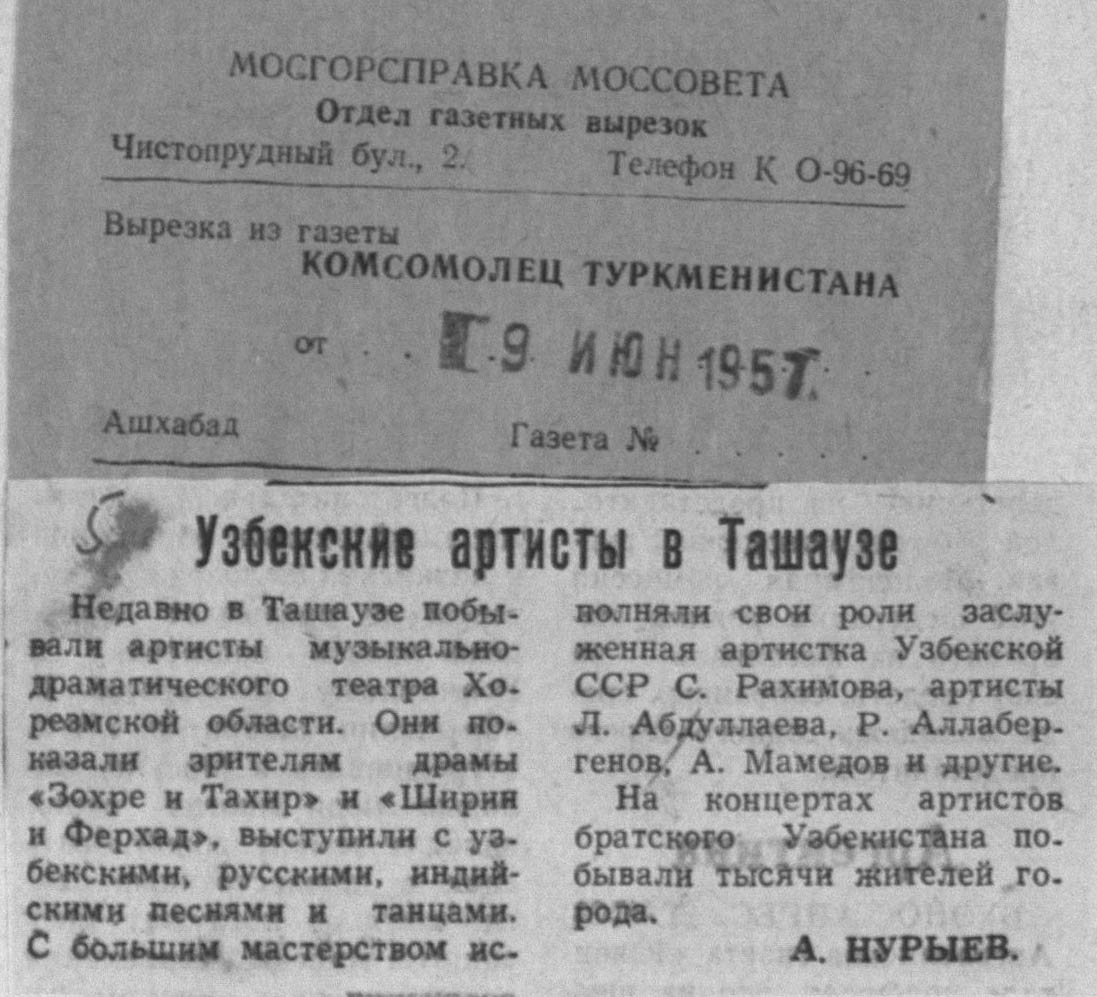 МОСГОРСПРАВКА МОССОВЕТА
Отдел газетных вырезок
Чистопрудный бул., 2. Телефон К О-96-69
Вырезка из газеты
КОМСОМОЛЕЦ ТУРКМЕНИСТАНА
от . . 9 ИЮН 1957 .
Ашхабад Газета № . . . . .
5
Узбекские артисты в Ташаузе
Недавно в Ташаузе побы-
вали артисты музыкально-
драматического театра Хо-
резмской области. Они по-
казали зрителям драмы
«Зохре и Тахир» и «Ширин
и Ферхад», выступили с уз-
бекскими, русскими, индий-
скими песнями и танцами.
С большим мастерством ис-
полняли свои роли заслу-
женная артистка Узбекской
ССР С. Рахимова, артисты
Л. Абдуллаева, Р. Аллабер-
генов, А. Мамедов и другие.
На концертах артистов
братского Узбекистана по-
бывали тысячи жителей го-
рода.
А. НУРЫЕВ.